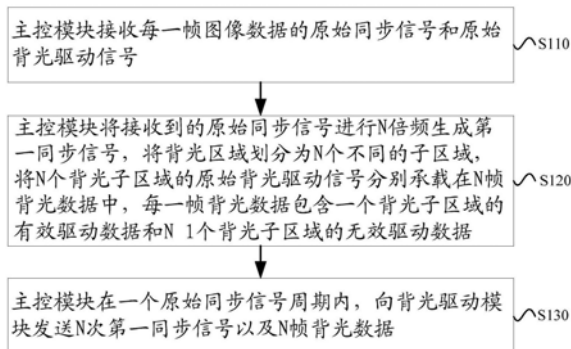 主控模块接收每一帧图像数据的原始同步信号和原始
背光驱动信号
S110
主控模块将接收到的原始同步信号进行N倍频生成第
一同步信号，将背光区域划分为N个不同的子区域，
将N个背光子区域的原始背光驱动信号分别承载在N帧
背光数据中，每一帧背光数据包含一个背光子区域的
有效驱动数据和N 1个背光子区域的无效驱动数据
S120
主控模块在一个原始同步信号周期内，向背光驱动模
块发送N次第一同步信号以及N帧背光数据
S130